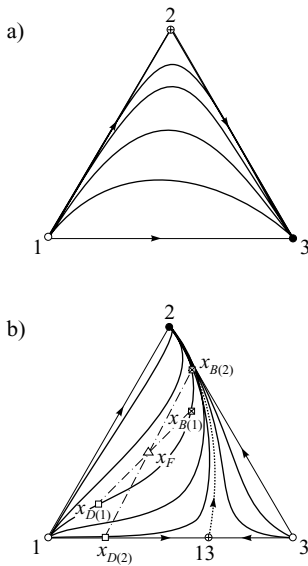 a)
2
1
3
b)
2
x_{B(2)}
x_{B(1)}
x_F
x_{D(1)}
1
x_{D(2)}
13
3